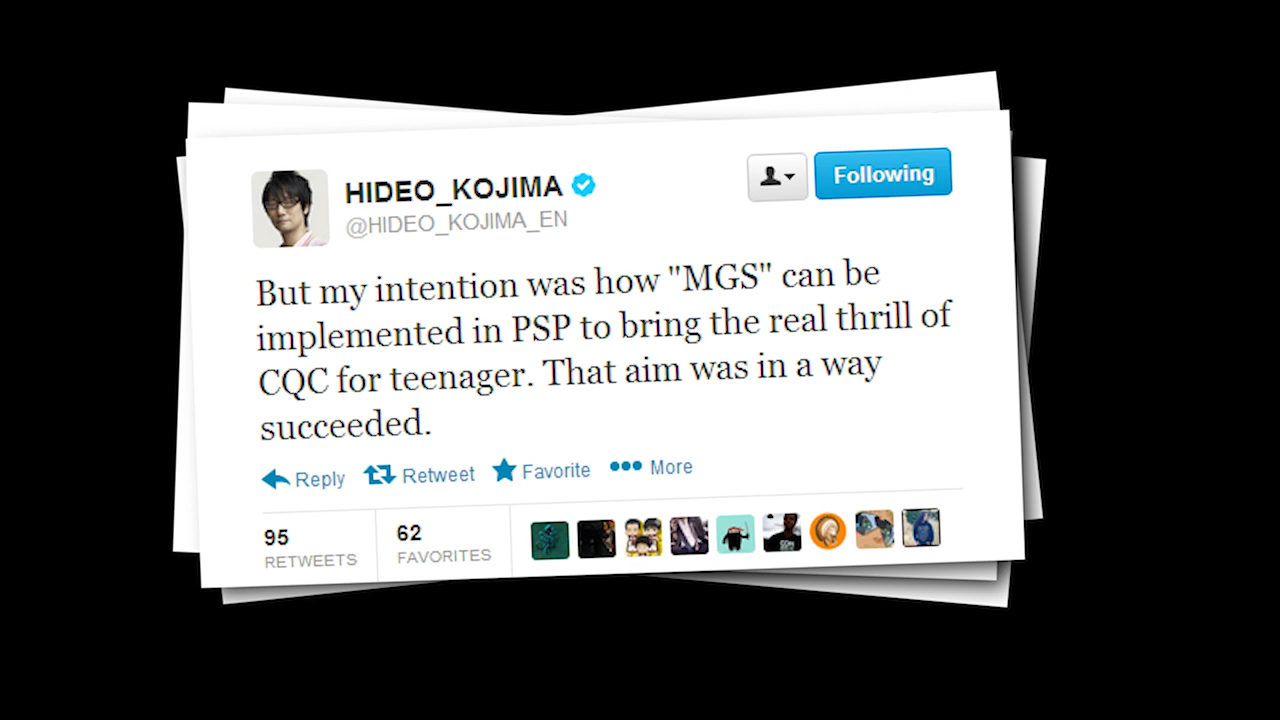 HIDEO_KOJIMA
@HIDEO_KOJIMA_EN
Following
But my intention was how "MGS" can be
implemented in PSP to bring the real thrill of
CQC for teenager. That aim was in a way
succeeded.
Reply Retweet Favorite More
95 RETWEETS
62 FAVORITES